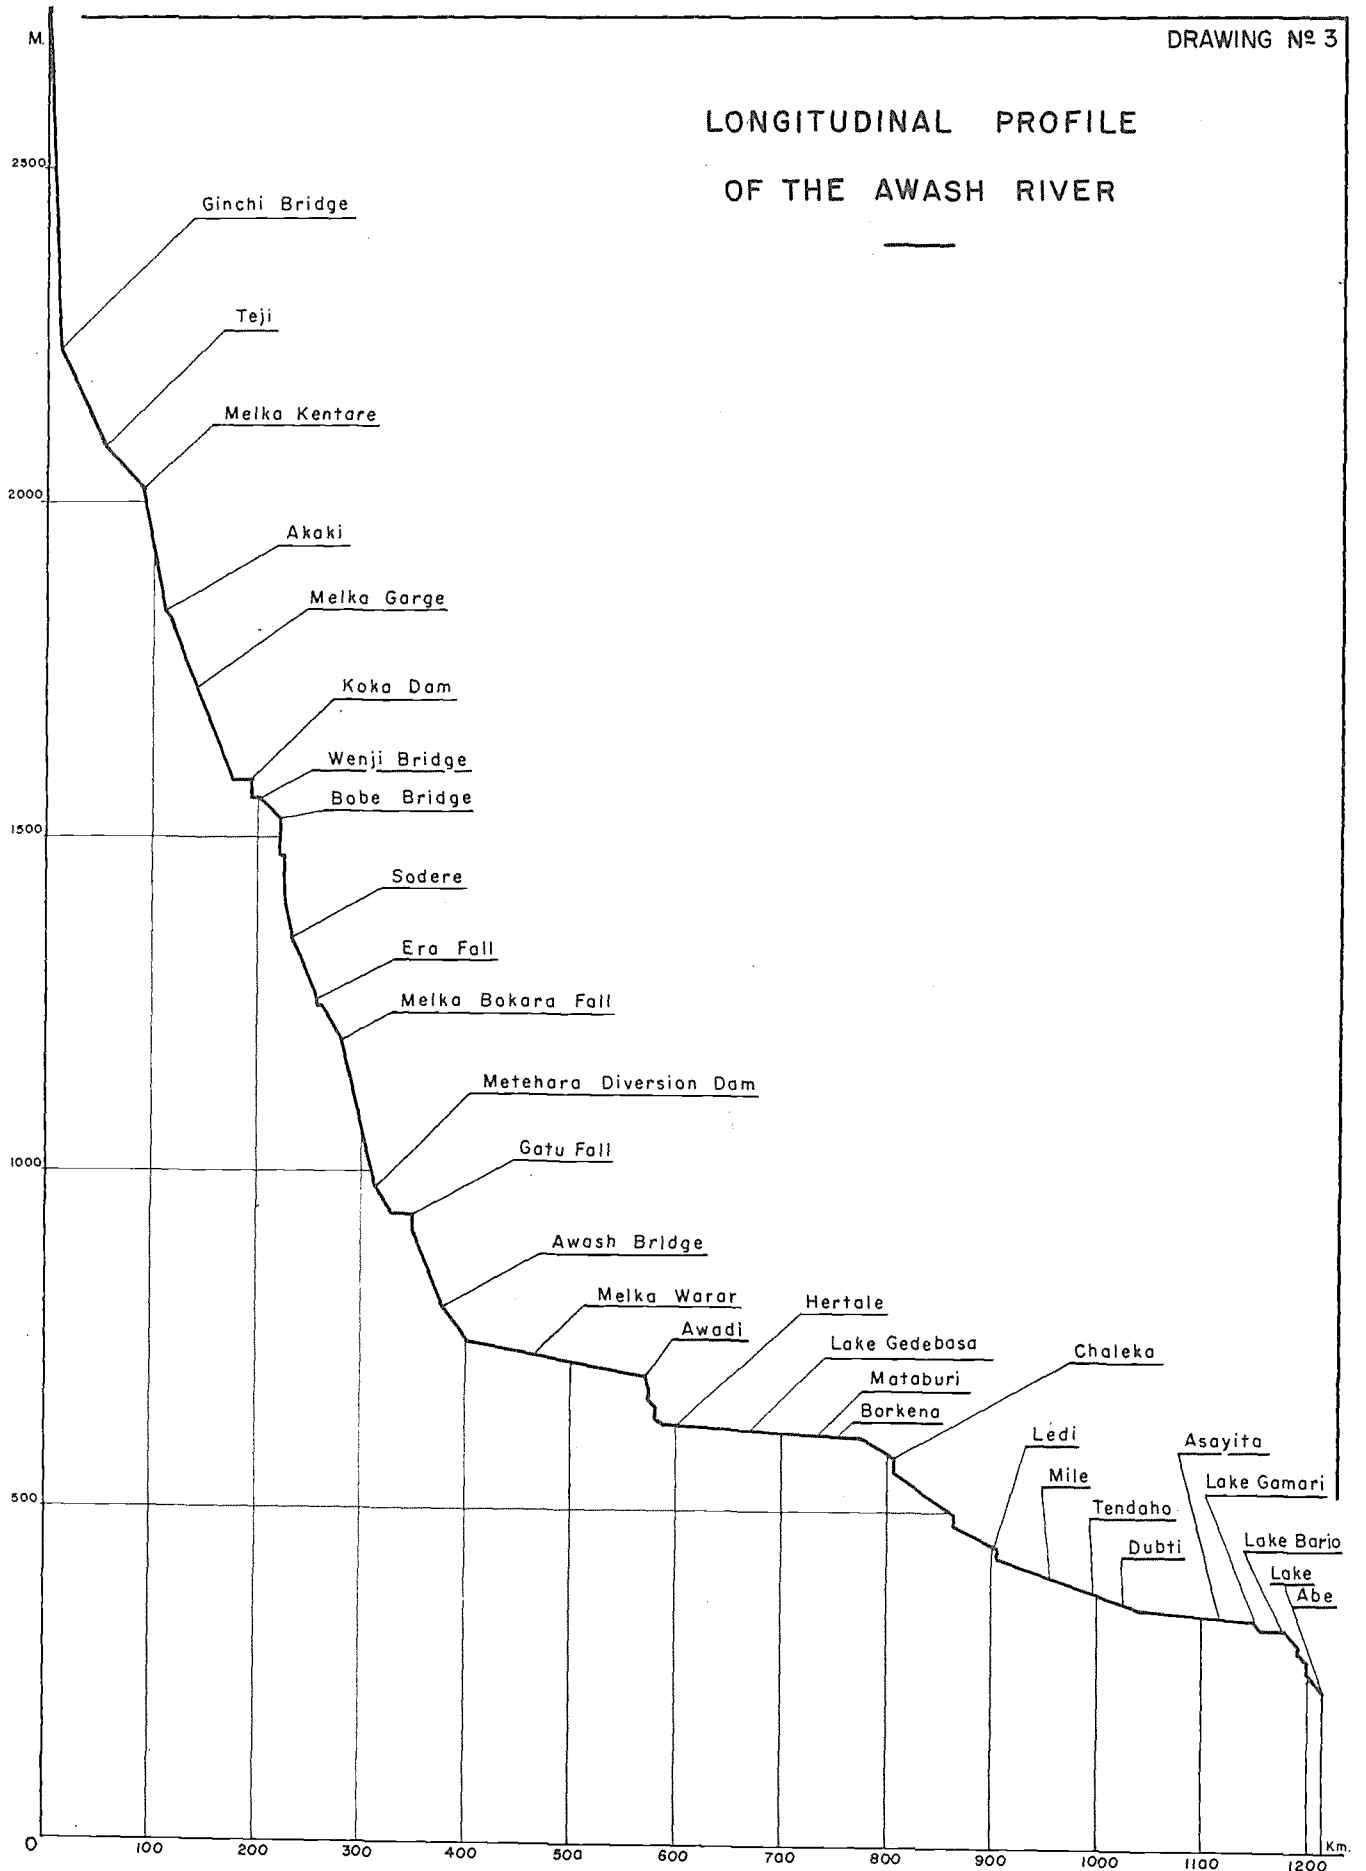 DRAWING Nº 3
M.
LONGITUDINAL PROFILE
OF THE AWASH RIVER
2500
Ginchi Bridge
Teji
Melka Kentare
2000
Akaki
Melka Garge
Koka Dam
Wenji Bridge
Bobe Bridge
1500
Sodere
Era Fall
Melka Bokara Fall
Metehara Diversion Dam
Gatu Fall
1000
Awash Bridge
Melka Warar
Hertale
Awadi
Lake Gedebasa
Chaleka
Mataburi
Borkena
Ledi
Asayita
Mile
Lake Gamari
500
Tendaho
Dubti
Lake Bario
Lake
Abe
0 100 200 300 400 500 600 700 800 900 1000 1100 1200 Km.